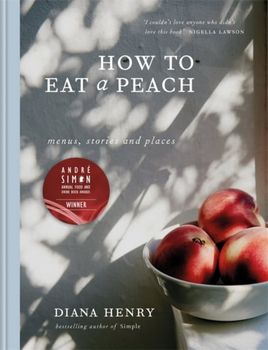 'I couldn't love anyone who didn't
love this book' NIGELLA LAWSON
HOW TO
EAT a PEACH
menus, stories and places
ANDRÉ
SIMON
ANNUAL FOOD AND
DRINK BOOK AWARDS
WINNER
DIANA HENRY
bestselling author of Simple